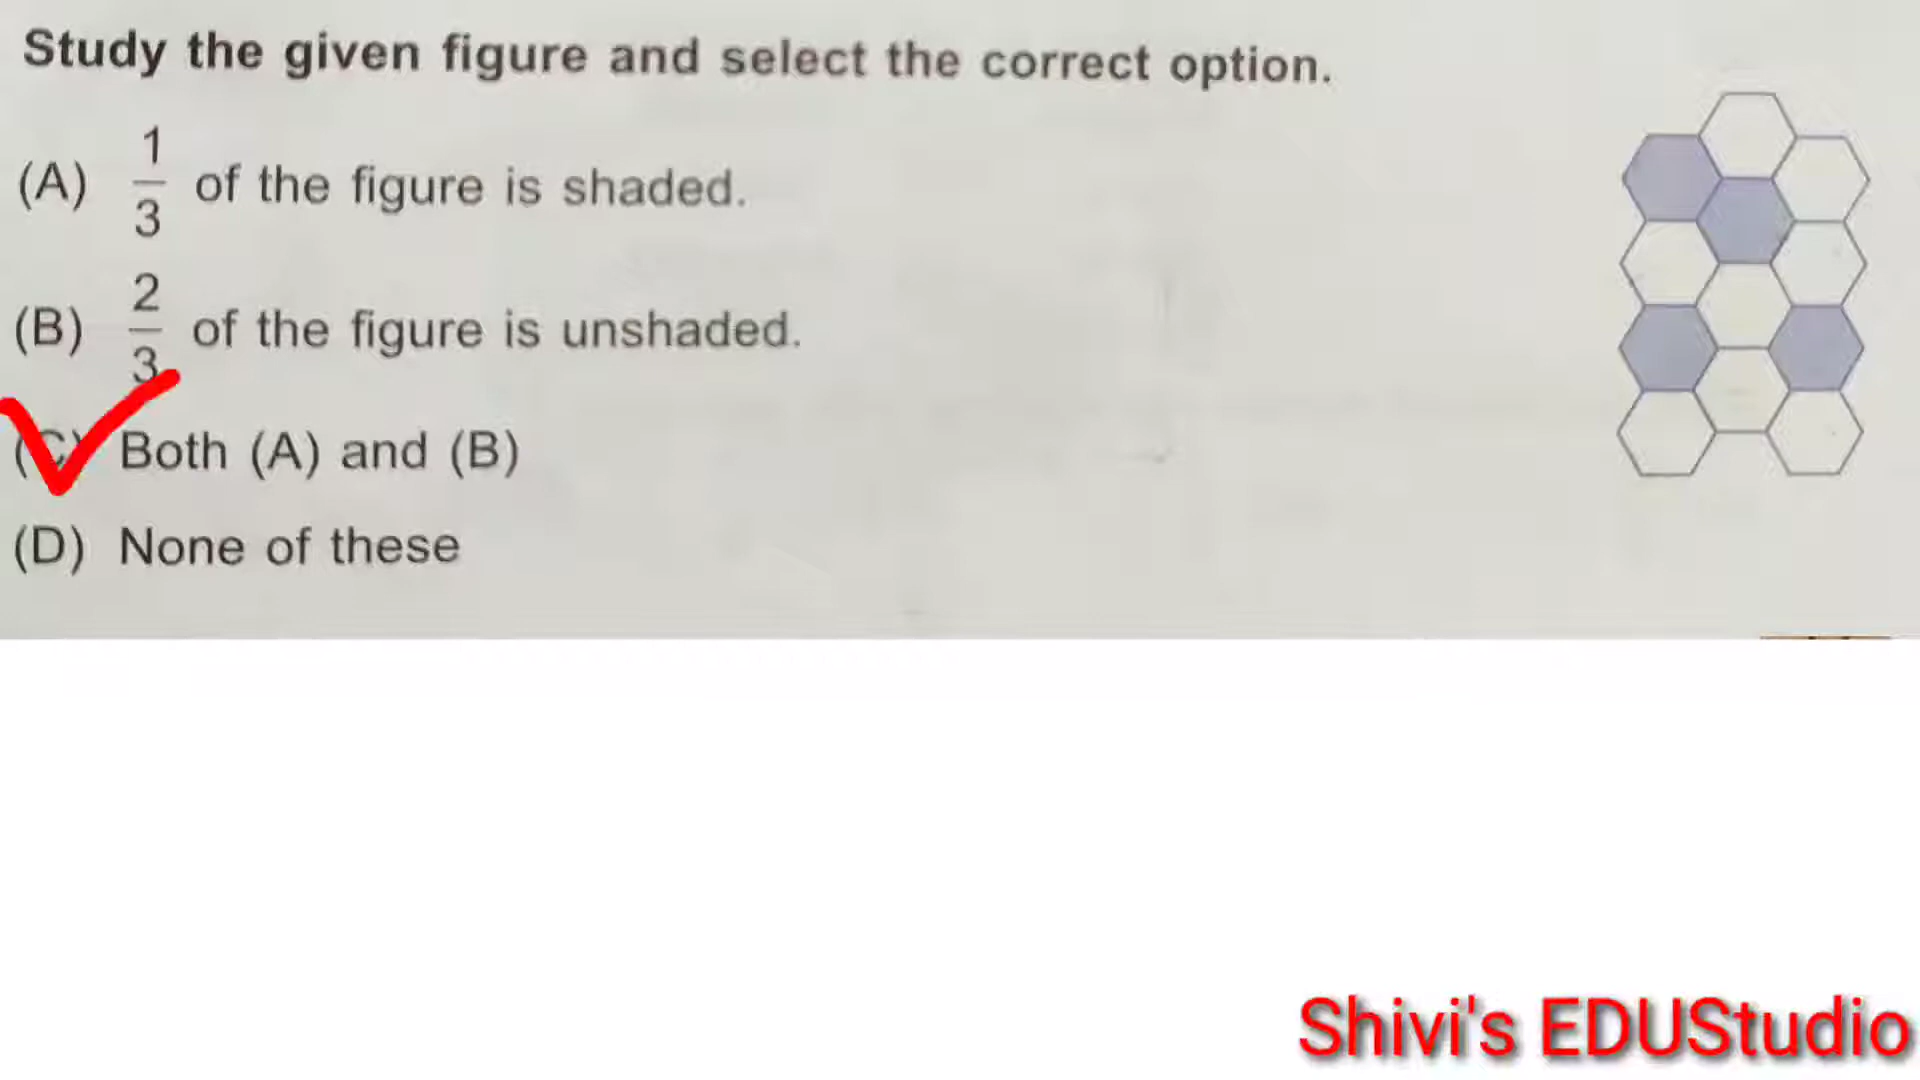 Study the given figure and select the correct option.
(A) 1/3 of the figure is shaded.
(B) 2/3 of the figure is unshaded.
(C) Both (A) and (B)
(D) None of these
Shivi's EDUStudio